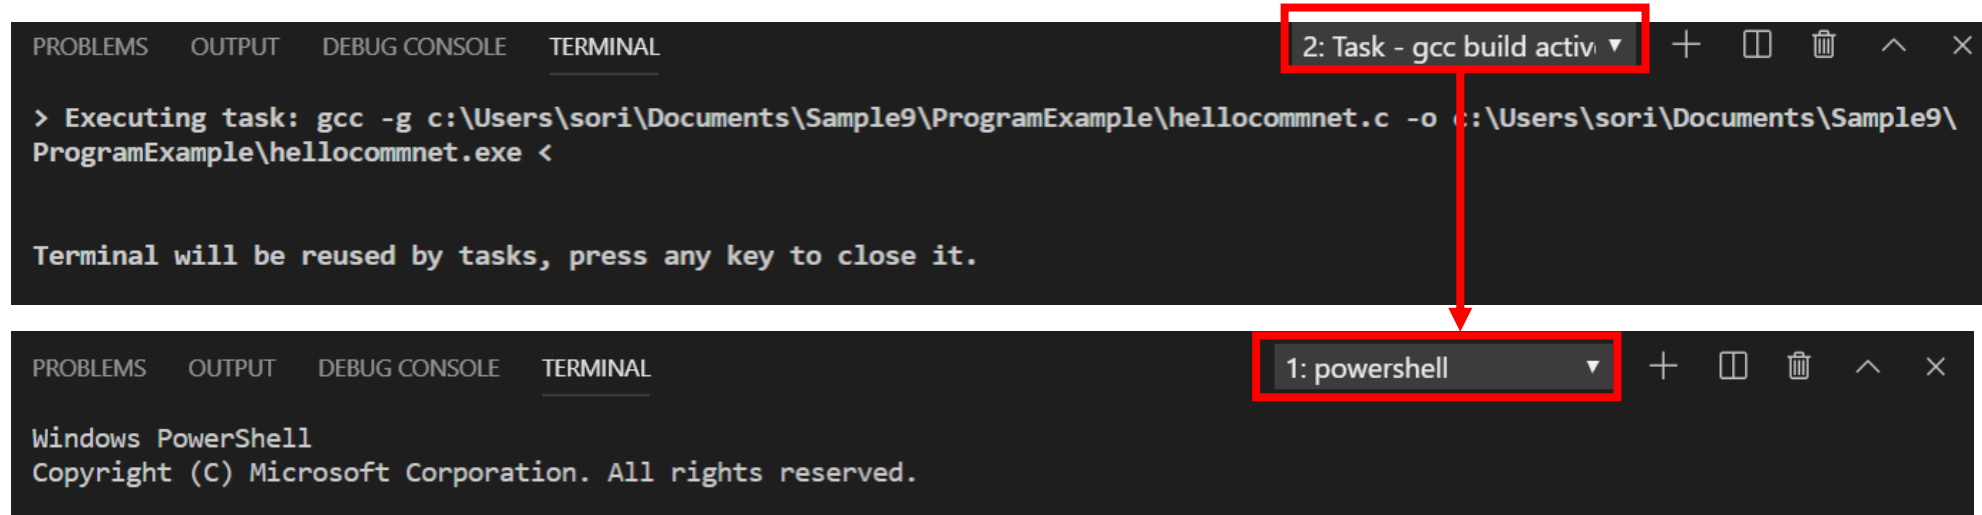 PROBLEMS OUTPUT DEBUG CONSOLE TERMINAL 2: Task - gcc build activ
> Executing task: gcc -g c:\Users\sori\Documents\Sample9\ProgramExample\hellocommnet.c -o c:\Users\sori\Documents\Sample9\
ProgramExample\hellocommnet.exe <
Terminal will be reused by tasks, press any key to close it.
PROBLEMS OUTPUT DEBUG CONSOLE TERMINAL 1: powershell
Windows PowerShell
Copyright (C) Microsoft Corporation. All rights reserved.